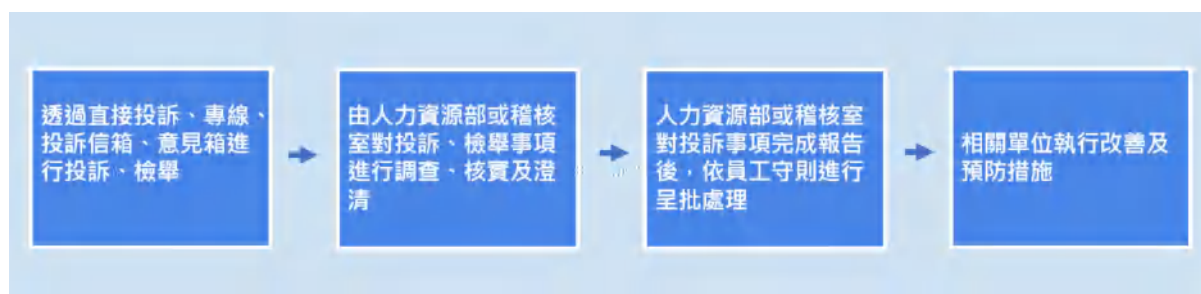 透過直接投訴、專線、
投訴信箱、意見箱進
行投訴、檢舉
由人力資源部或稽核
室對投訴、檢舉事項
進行調查、核實及澄
清
人力資源部或稽核室
對投訴事項完成報告
後，依員工守則進行
呈批處理
相關單位執行改善及
預防措施